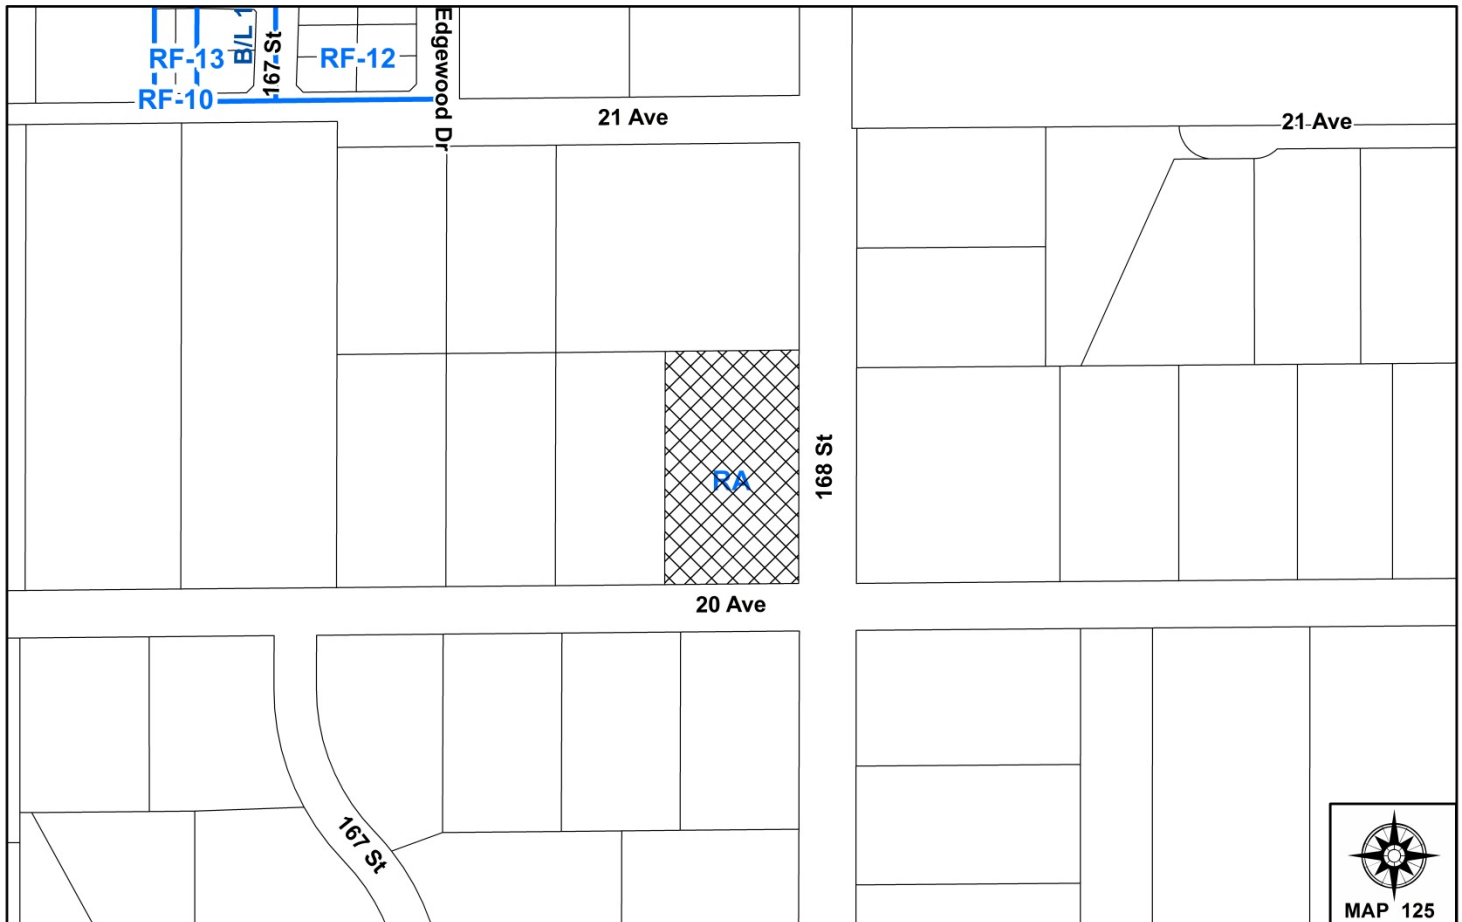 RF-13
B/L 1
167 St
RF-12
Edgewood Dr
RF-10
21 Ave
21 Ave
168 St
RA
20 Ave
167 St
MAP 125